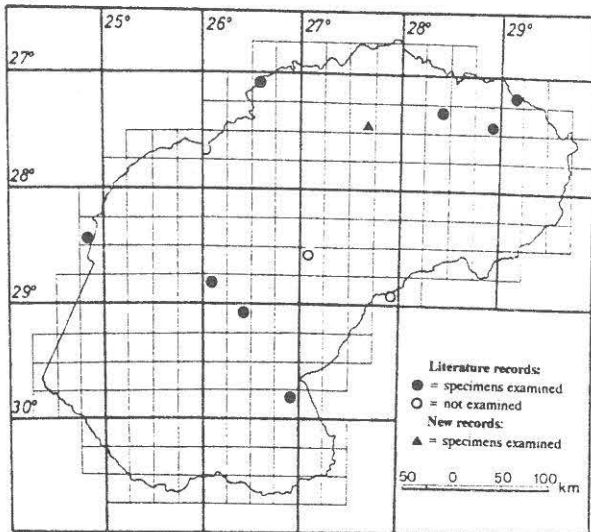 25° 26° 27° 28° 29°
27°
28°
29°
30°
Literature records:
● = specimens examined
○ = not examined
New records:
▲ = specimens examined
50 0 50 100
km